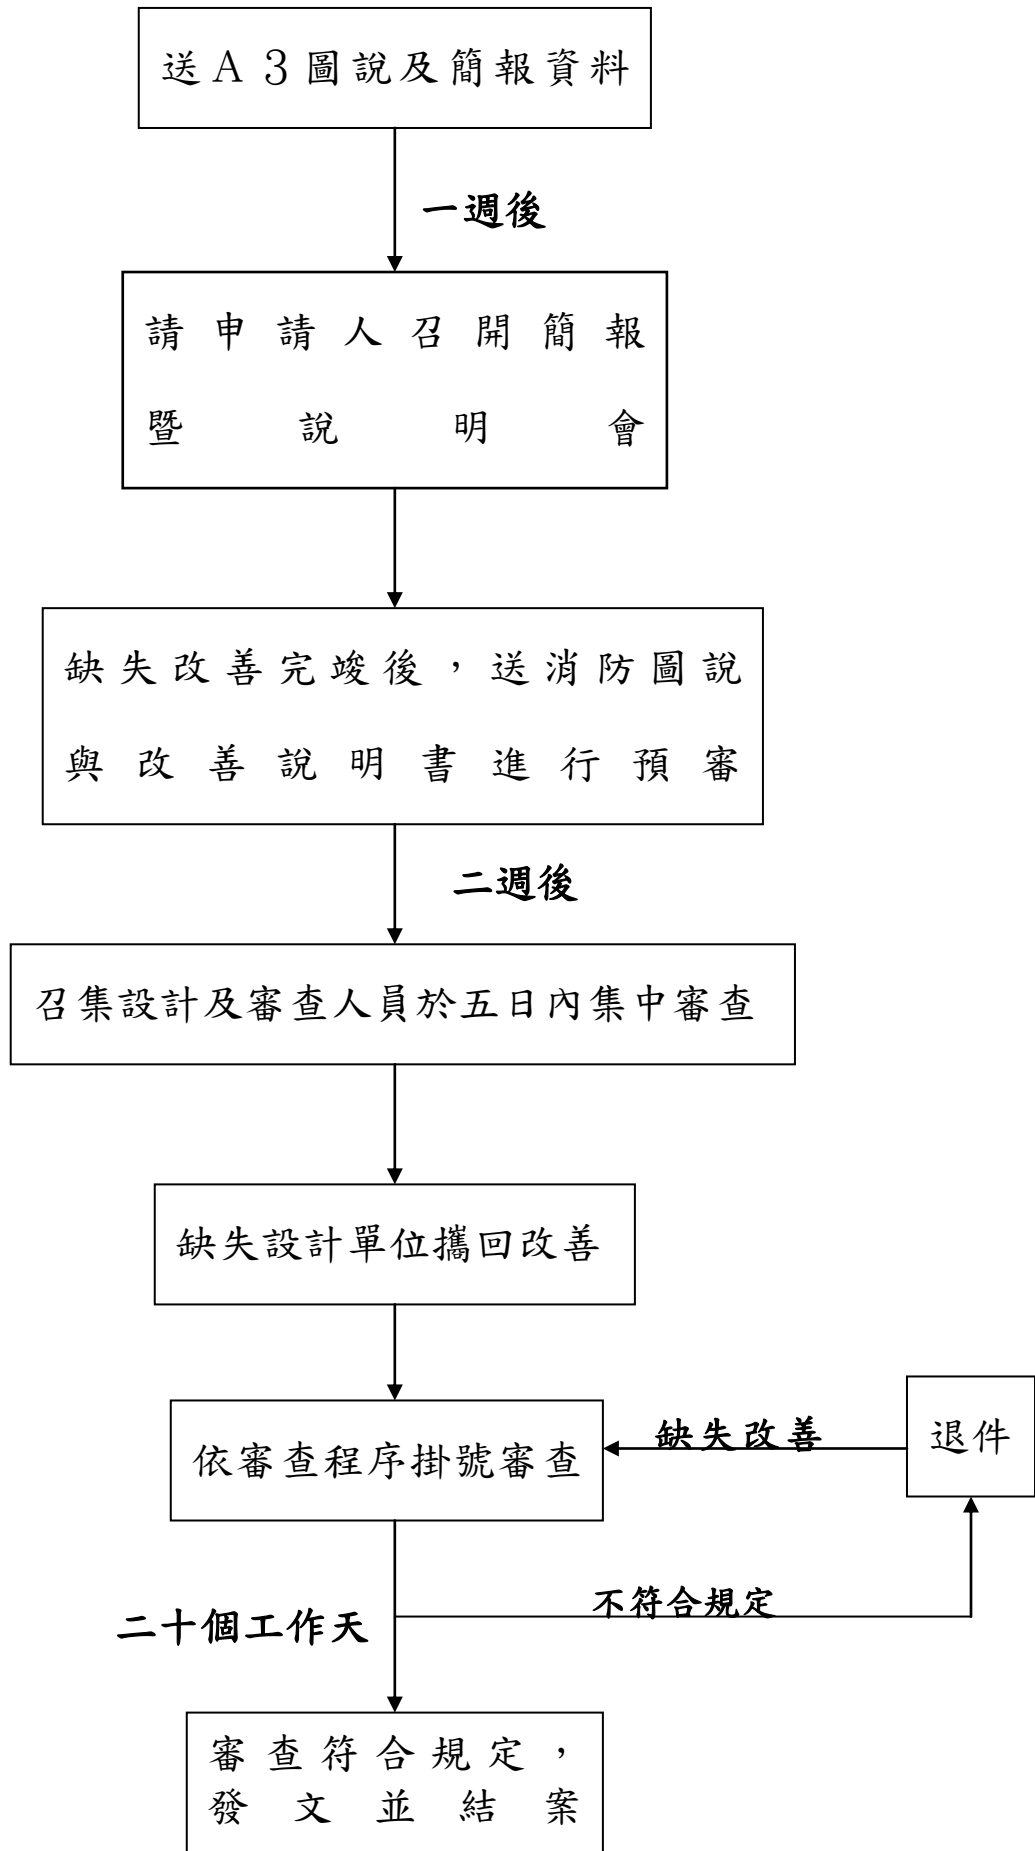 送A3圖說及簡報資料
一週後
請申請人召開簡報
暨說明會
缺失改善完竣後，送消防圖說
與改善說明書進行預審
二週後
召集設計及審查人員於五日內集中審查
缺失設計單位攜回改善
依審查程序掛號審查
缺失改善
退件
不符合規定
二十個工作天
審查符合規定，
發文並結案